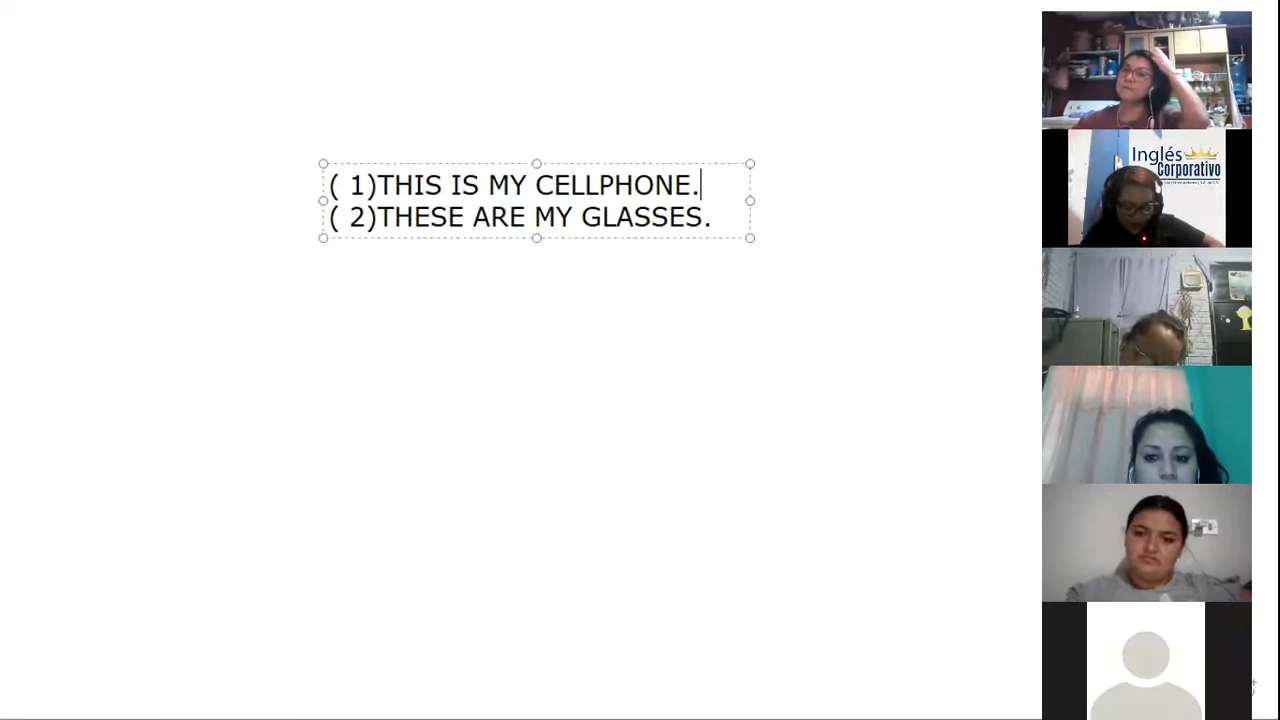 ( 1)THIS IS MY CELLPHONE.
( 2)THESE ARE MY GLASSES.
Inglés
Corporativo